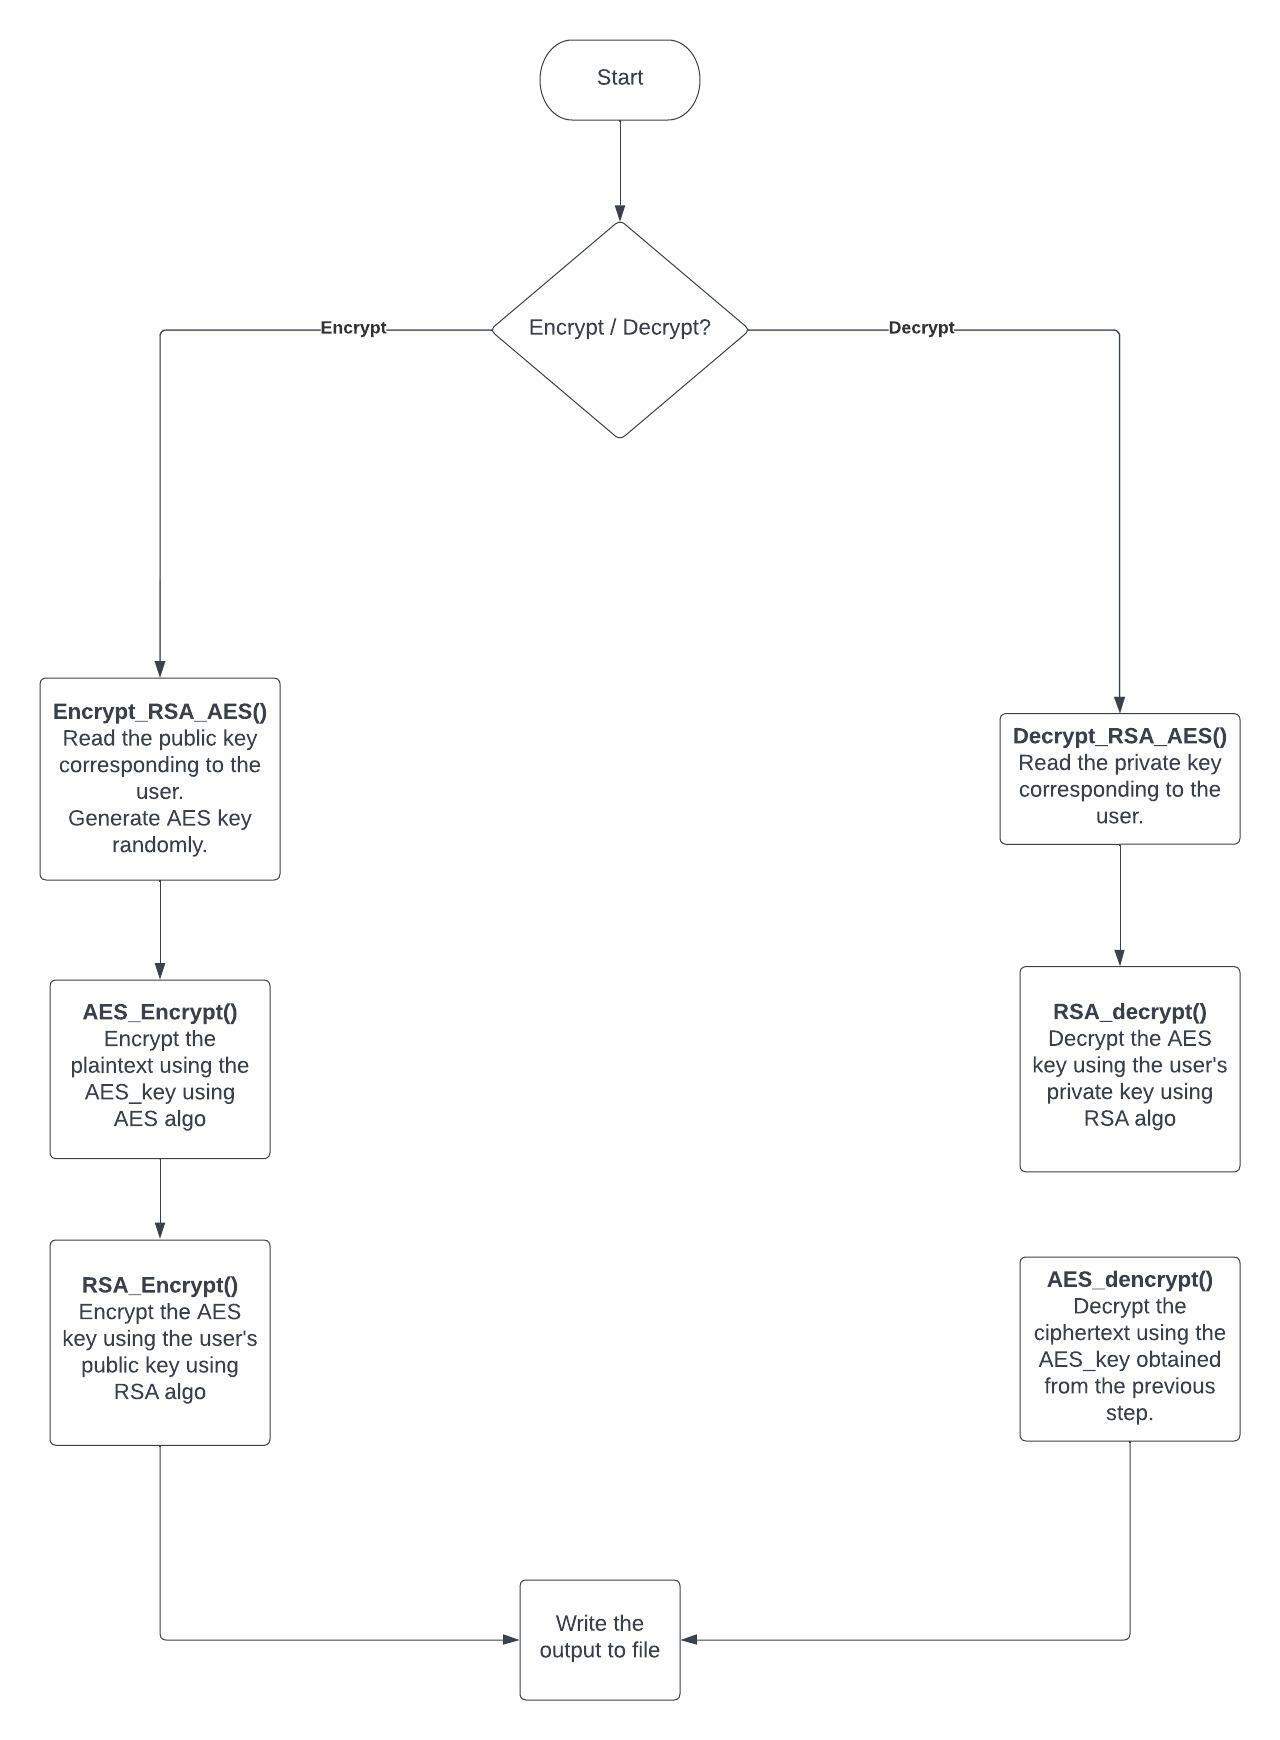 Start
Encrypt / Decrypt?
Encrypt
Decrypt
Encrypt_RSA_AES()
Read the public key
corresponding to the
user.
Generate AES key
randomly.
Decrypt_RSA_AES()
Read the private key
corresponding to the
user.
AES_Encrypt()
Encrypt the
plaintext using the
AES_key using
AES algo
RSA_decrypt()
Decrypt the AES
key using the user's
private key using
RSA algo
RSA_Encrypt()
Encrypt the AES
key using the user's
public key using
RSA algo
AES_dencrypt()
Decrypt the
ciphertext using the
AES_key obtained
from the previous
step.
Write the
output to file